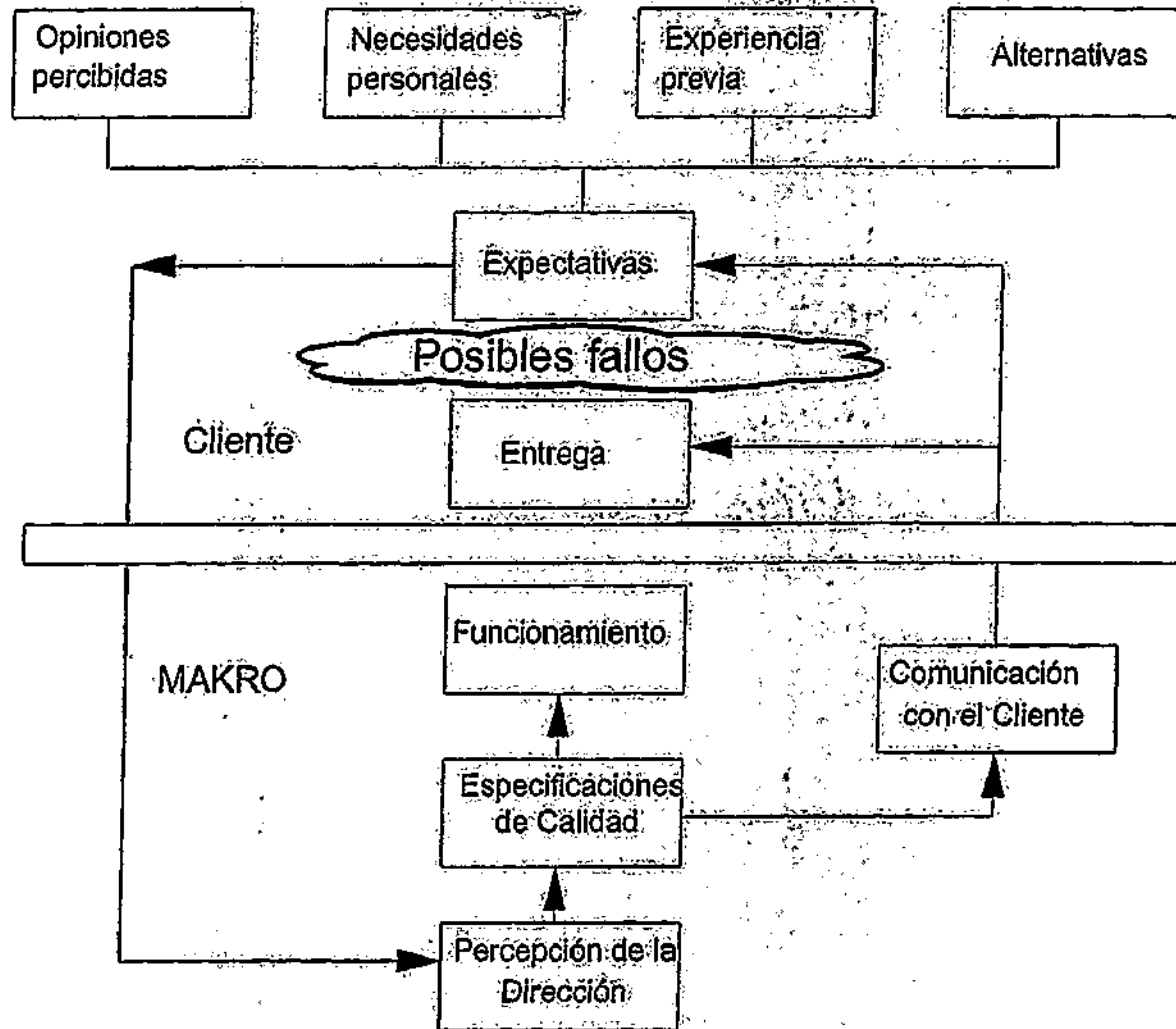 Opiniones
percibidas
Necesidades
personales
Experiencia
previa
Alternativas
Expectativas
Posibles fallos
Cliente
Entrega
Funcionamiento
MAKRO
Comunicación
con el Cliente
Especificaciones
de Calidad
Percepción de la
Dirección